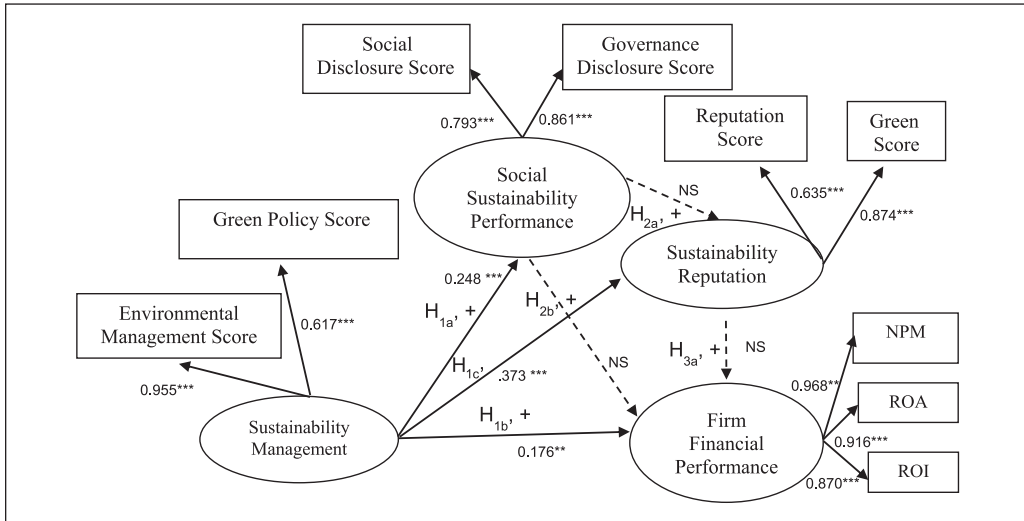 Social
Disclosure Score
Governance
Disclosure Score
Reputation
Score
Green
Score
0.793***
0.861***
Social
Sustainability
Performance
NS
H2a, +
0.635***
0.874***
Green Policy Score
Sustainability
Reputation
0.248 ***
H1a, +
H2b, +
Environmental
Management Score
0.617***
H1c,
.373 ***
NS
H3a, +
NS
NPM
0.955***
0.968**
Sustainability
Management
H1b, +
0.176**
Firm
Financial
Performance
ROA
0.916***
0.870***
ROI